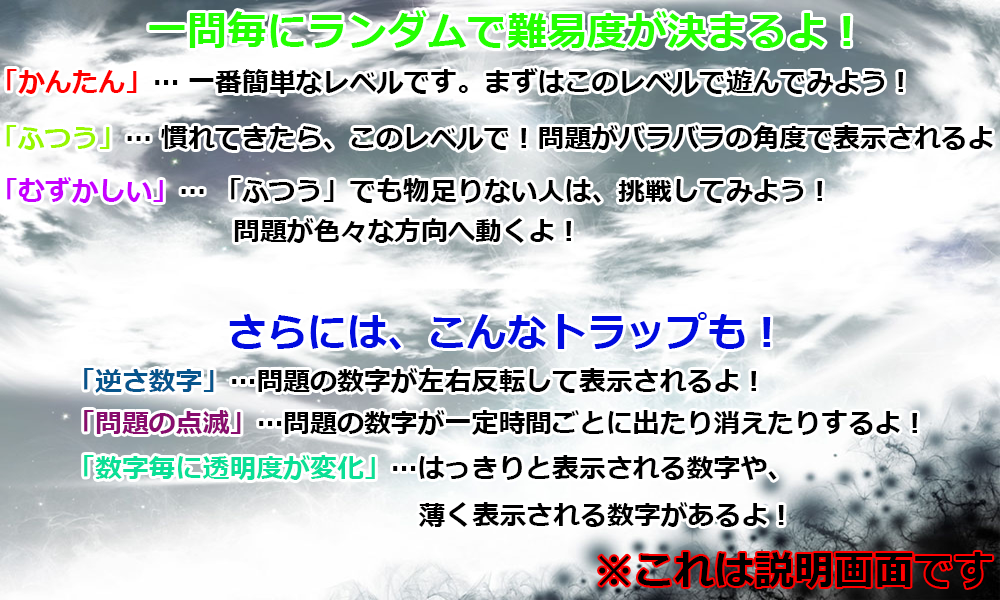 一問毎にランダムで難易度が決まるよ！
「かんたん」… 一番簡単なレベルです。まずはこのレベルで遊んでみよう！
「ふつう」… 慣れてきたら、このレベルで！問題がバラバラの角度で表示されるよ
「むずかしい」… 「ふつう」でも物足りない人は、挑戦してみよう！
問題が色々な方向へ動くよ！
さらには、こんなトラップも！
「逆さ数字」…問題の数字が左右反転して表示されるよ！
「問題の点滅」…問題の数字が一定時間ごとに出たり消えたりするよ！
「数字毎に透明度が変化」…はっきりと表示される数字や、
薄く表示される数字があるよ！
※これは説明画面です